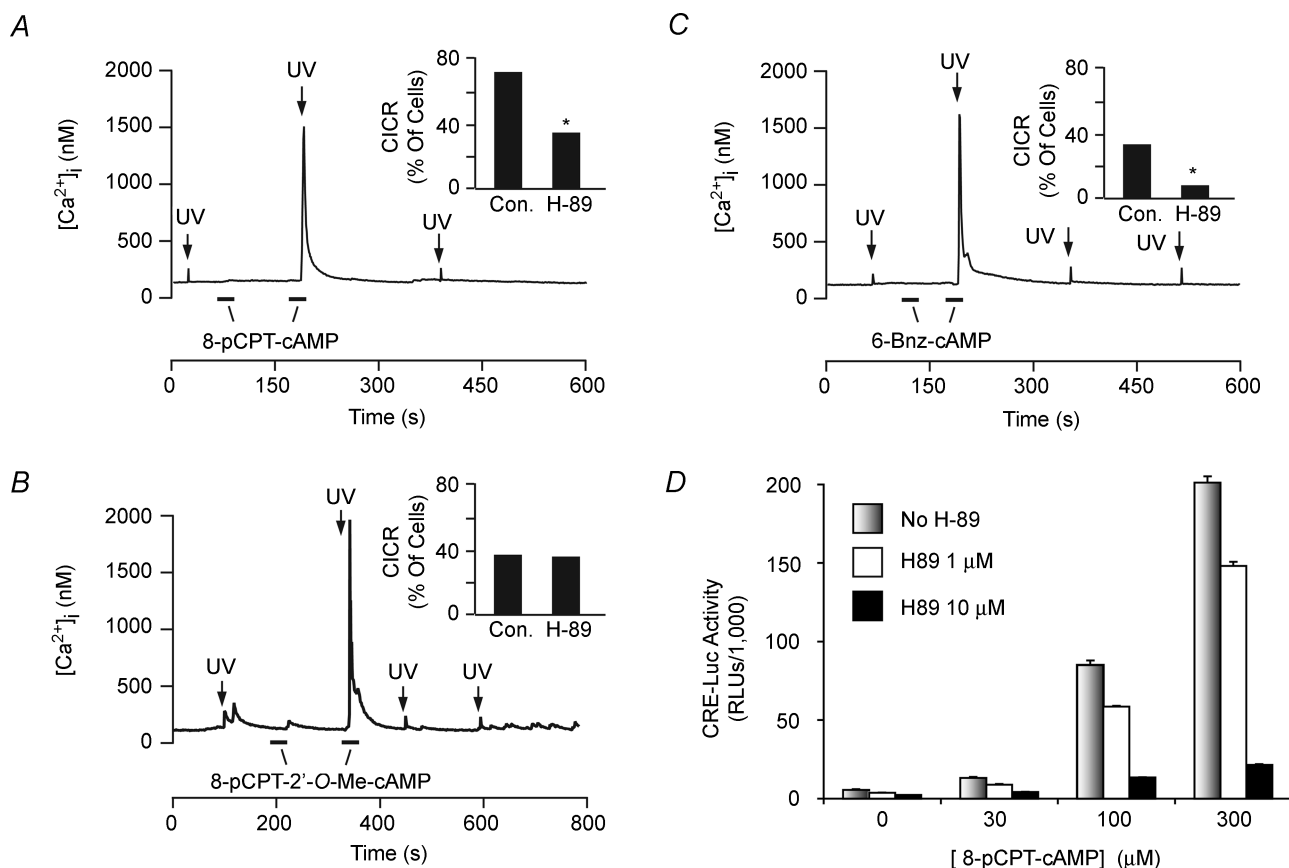 A
[Ca²⁺]ᵢ (nM)
2000
1500
1000
500
0
UV
UV
UV
8-pCPT-cAMP
0 150 300 450 600
Time (s)
CICR
(% Of Cells)
80
40
0
*
Con. H-89
B
[Ca²⁺]ᵢ (nM)
2000
1500
1000
500
0
UV
UV
UV
UV
8-pCPT-2'-O-Me-cAMP
0 200 400 600 800
Time (s)
CICR
(% Of Cells)
80
40
0
Con. H-89
C
[Ca²⁺]ᵢ (nM)
2000
1500
1000
500
0
UV
UV
UV
UV
6-Bnz-cAMP
0 150 300 450 600
Time (s)
CICR
(% Of Cells)
80
40
0
*
Con. H-89
D
CRE-Luc Activity
(RLUs/1,000)
200
150
100
50
0
No H-89
H89 1 µM
H89 10 µM
0 30 100 300
[ 8-pCPT-cAMP] (µM)